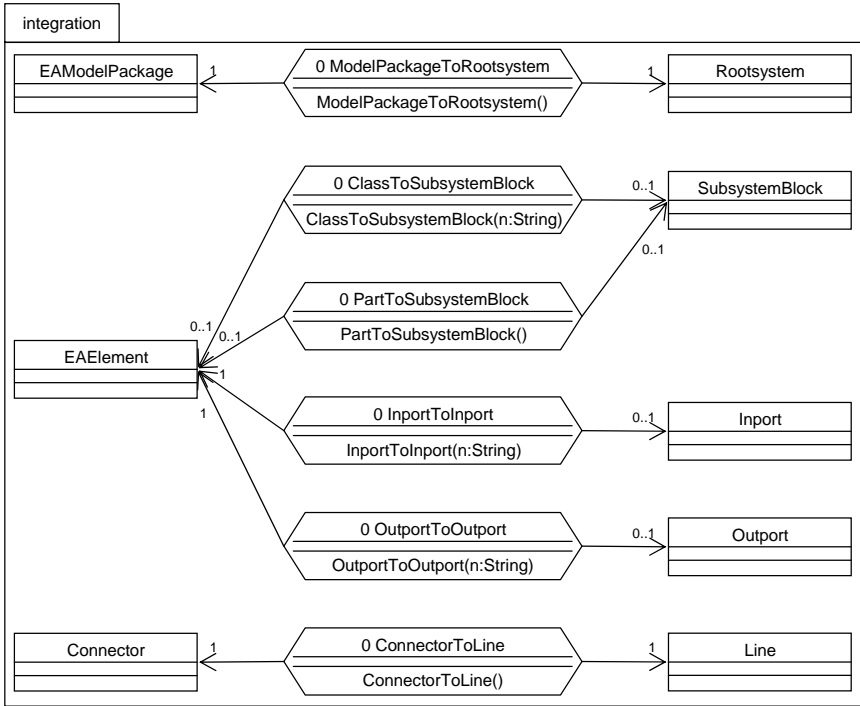 integration
EAModelPackage
1
0 ModelPackageToRootsystem
ModelPackageToRootsystem()
1
Rootsystem
0 ClassToSubsystemBlock
ClassToSubsystemBlock(n:String)
0..1
SubsystemBlock
0..1
0 PartToSubsystemBlock
PartToSubsystemBlock()
0..1
0..1
EAElement
1
1
0 InportToInport
InportToInport(n:String)
0..1
Inport
0 OutportToOutport
OutportToOutport(n:String)
0..1
Outport
Connector
1
0 ConnectorToLine
ConnectorToLine()
1
Line